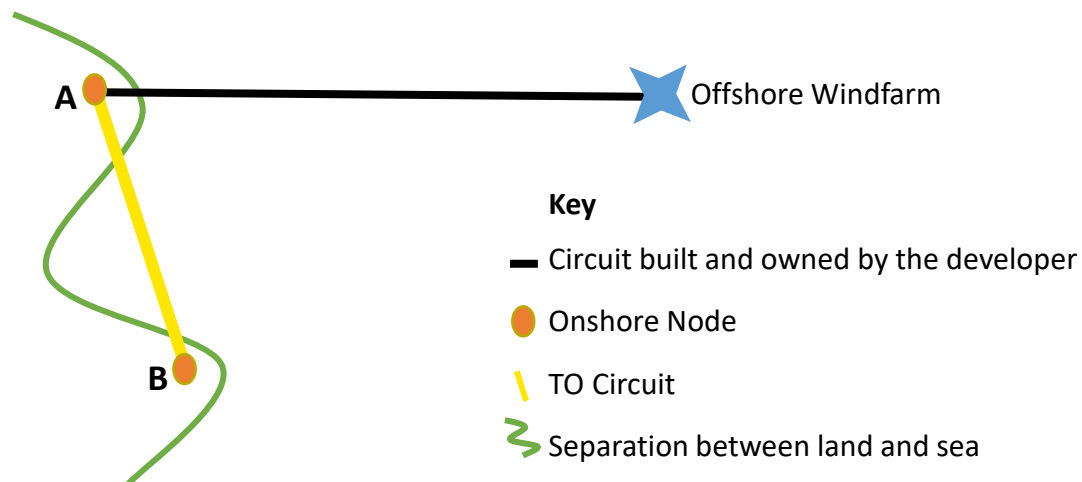 A
Offshore Windfarm
Key
Circuit built and owned by the developer
Onshore Node
B
TO Circuit
Separation between land and sea